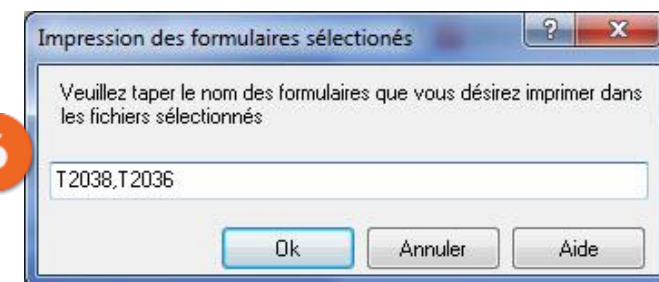 Impression des formulaires sélectionés
Veuillez taper le nom des formulaires que vous désirez imprimer dans
les fichiers sélectionnés
6
T2038,T2036
Ok Annuler Aide